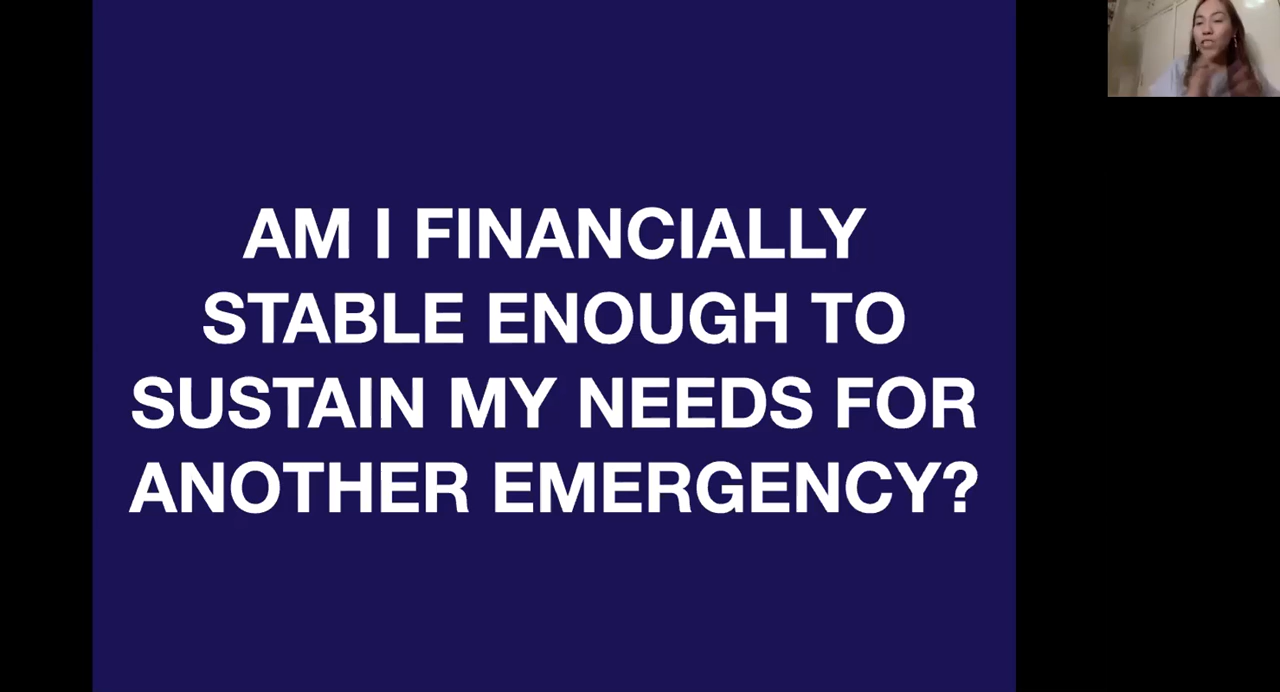 AM I FINANCIALLY
STABLE ENOUGH TO
SUSTAIN MY NEEDS FOR
ANOTHER EMERGENCY?